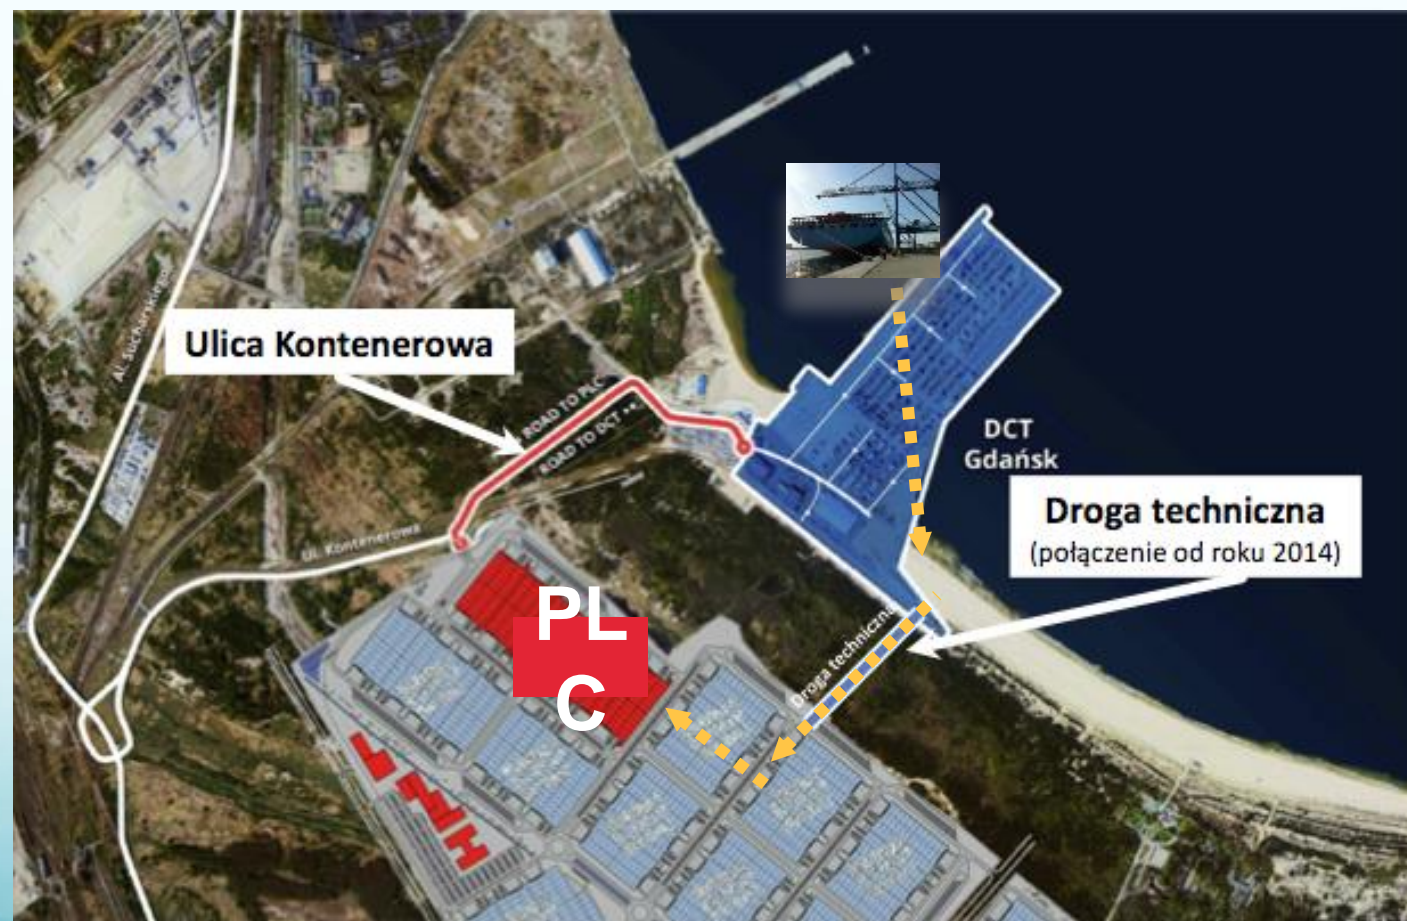 Al. Sucharskiego
Ulica Kontenerowa
ROAD TO PLC
ROAD TO DCT
Ul. Kontenerowa
DCT
Gdańsk
Droga techniczna
(połączenie od roku 2014)
Droga techniczna
PL
C